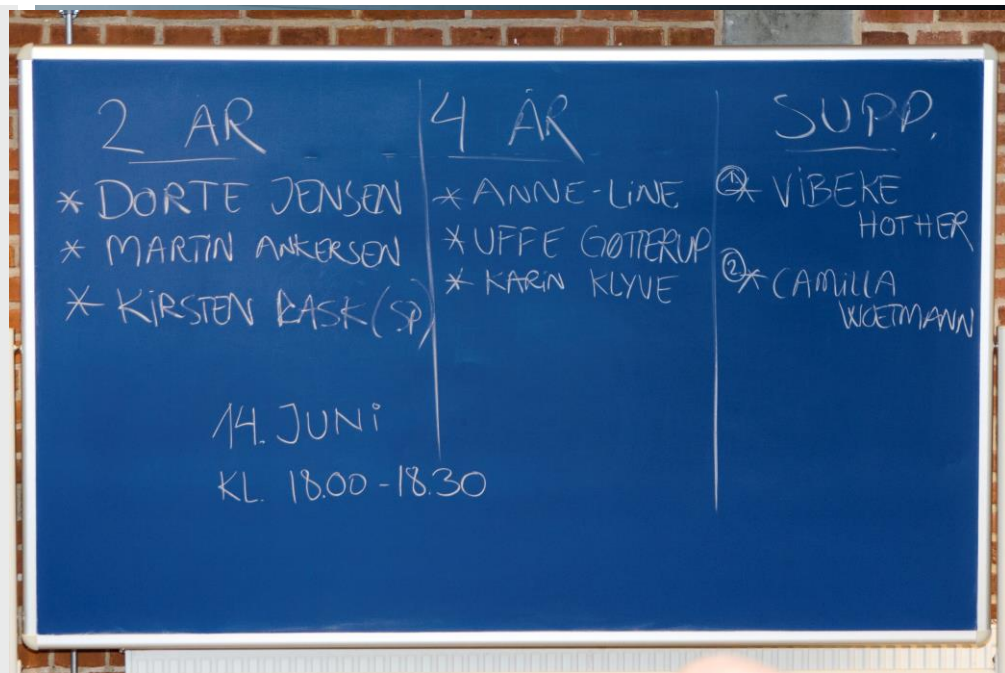 2 AR
* DORTE JENSEN
* MARTIN ANKERSEN
* KIRSTEN RASK (SP)
14. JUNI
KL. 18.00 - 18.30
4 ÅR
* ANNE-LINE
* UFFE GØTTERUP
* KARIN KLYVE
SUPP.
① * VIBEKE
HOTHER
② * CAMILLA
WOETMANN